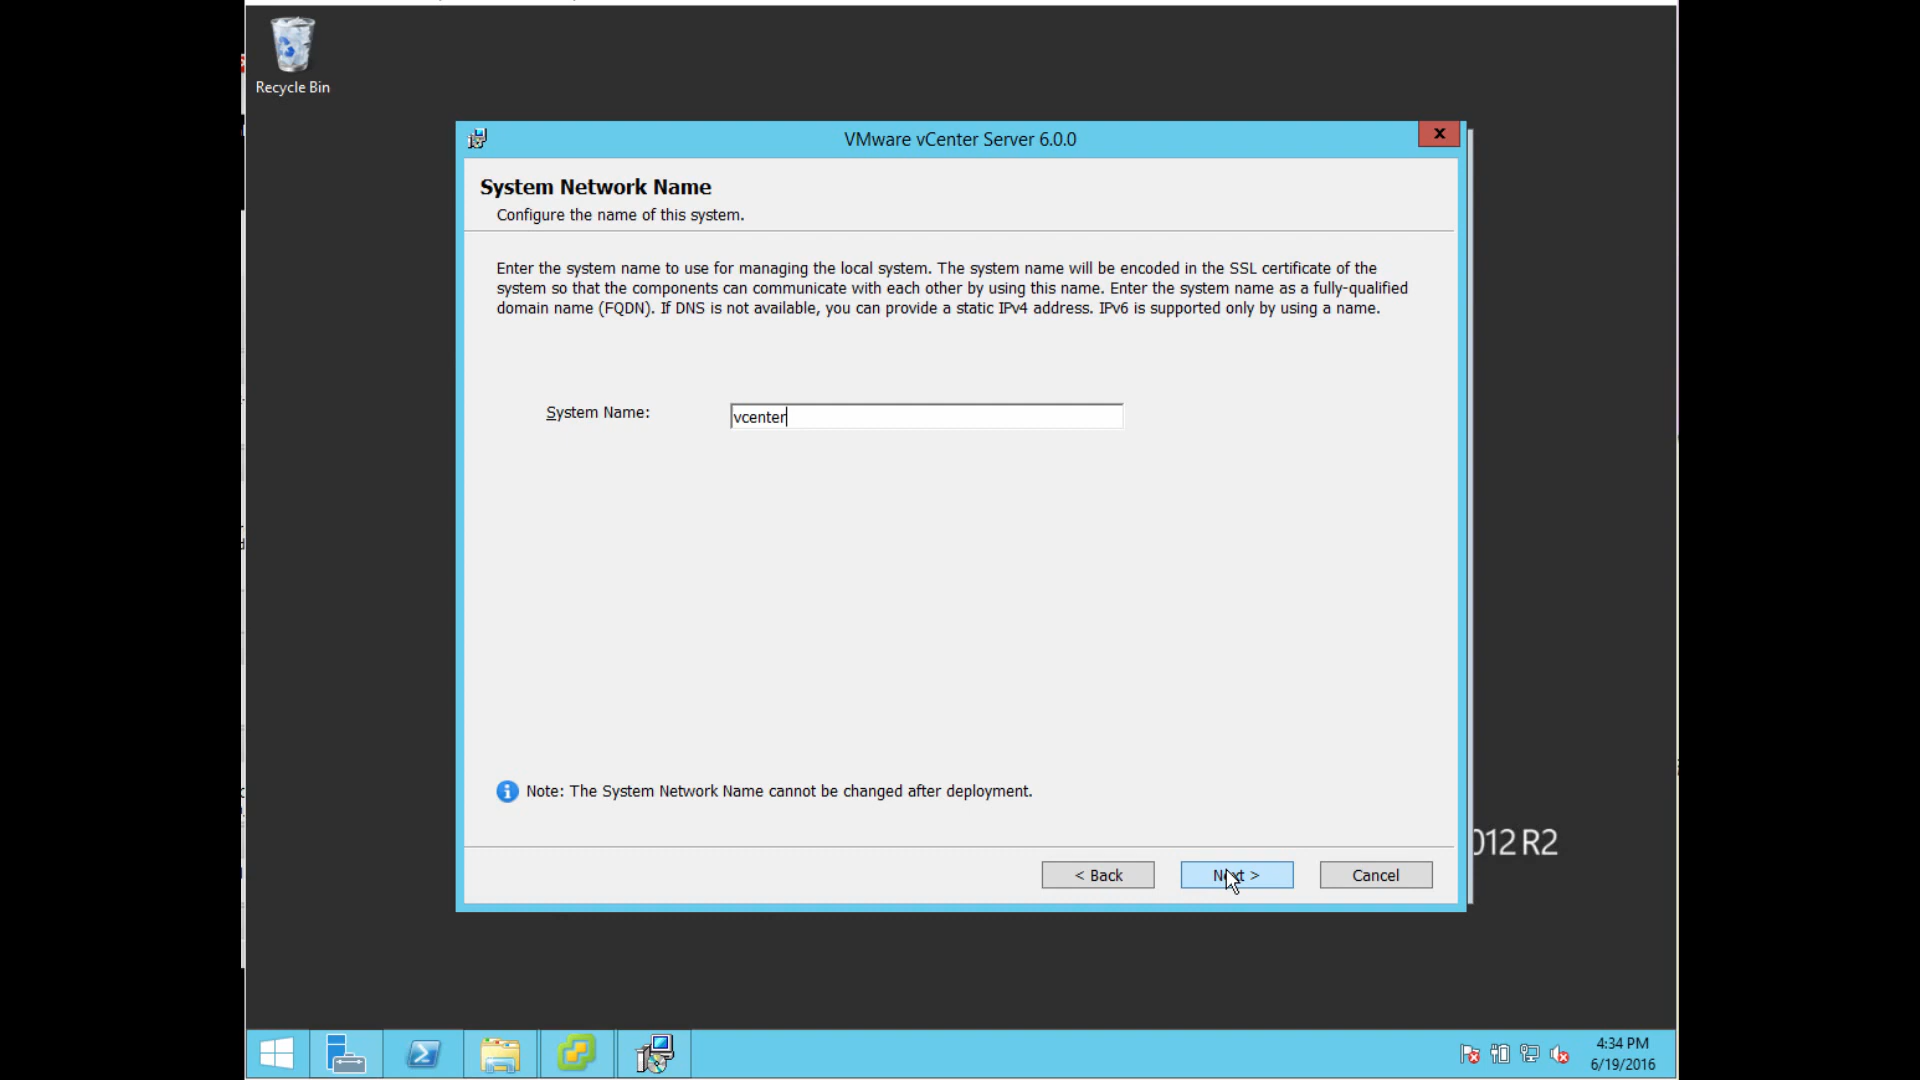 Recycle Bin
VMware vCenter Server 6.0.0
x
System Network Name
Configure the name of this system.
Enter the system name to use for managing the local system. The system name will be encoded in the SSL certificate of the
system so that the components can communicate with each other by using this name. Enter the system name as a fully-qualified
domain name (FQDN). If DNS is not available, you can provide a static IPv4 address. IPv6 is supported only by using a name.
System Name:
vcenter
Note: The System Network Name cannot be changed after deployment.
012 R2
< Back
Next >
Cancel
4:34 PM
6/19/2016